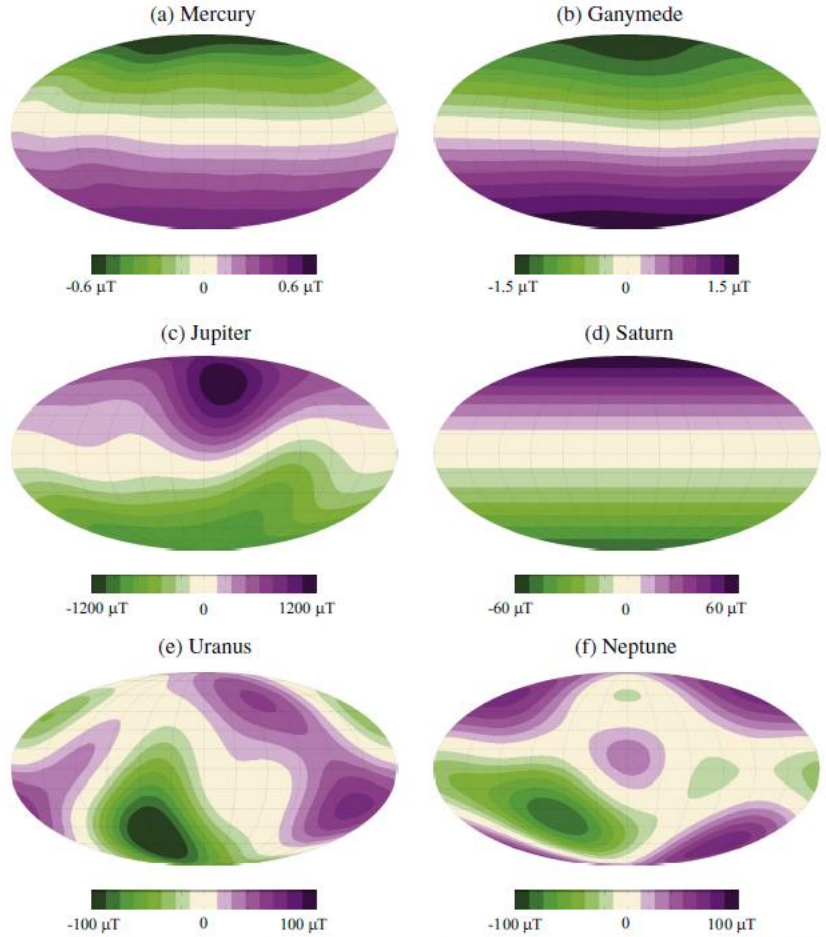 (a) Mercury
(b) Ganymede
-0.6 µT 0 0.6 µT
-1.5 µT 0 1.5 µT
(c) Jupiter
(d) Saturn
-1200 µT 0 1200 µT
-60 µT 0 60 µT
(e) Uranus
(f) Neptune
-100 µT 0 100 µT
-100 µT 0 100 µT